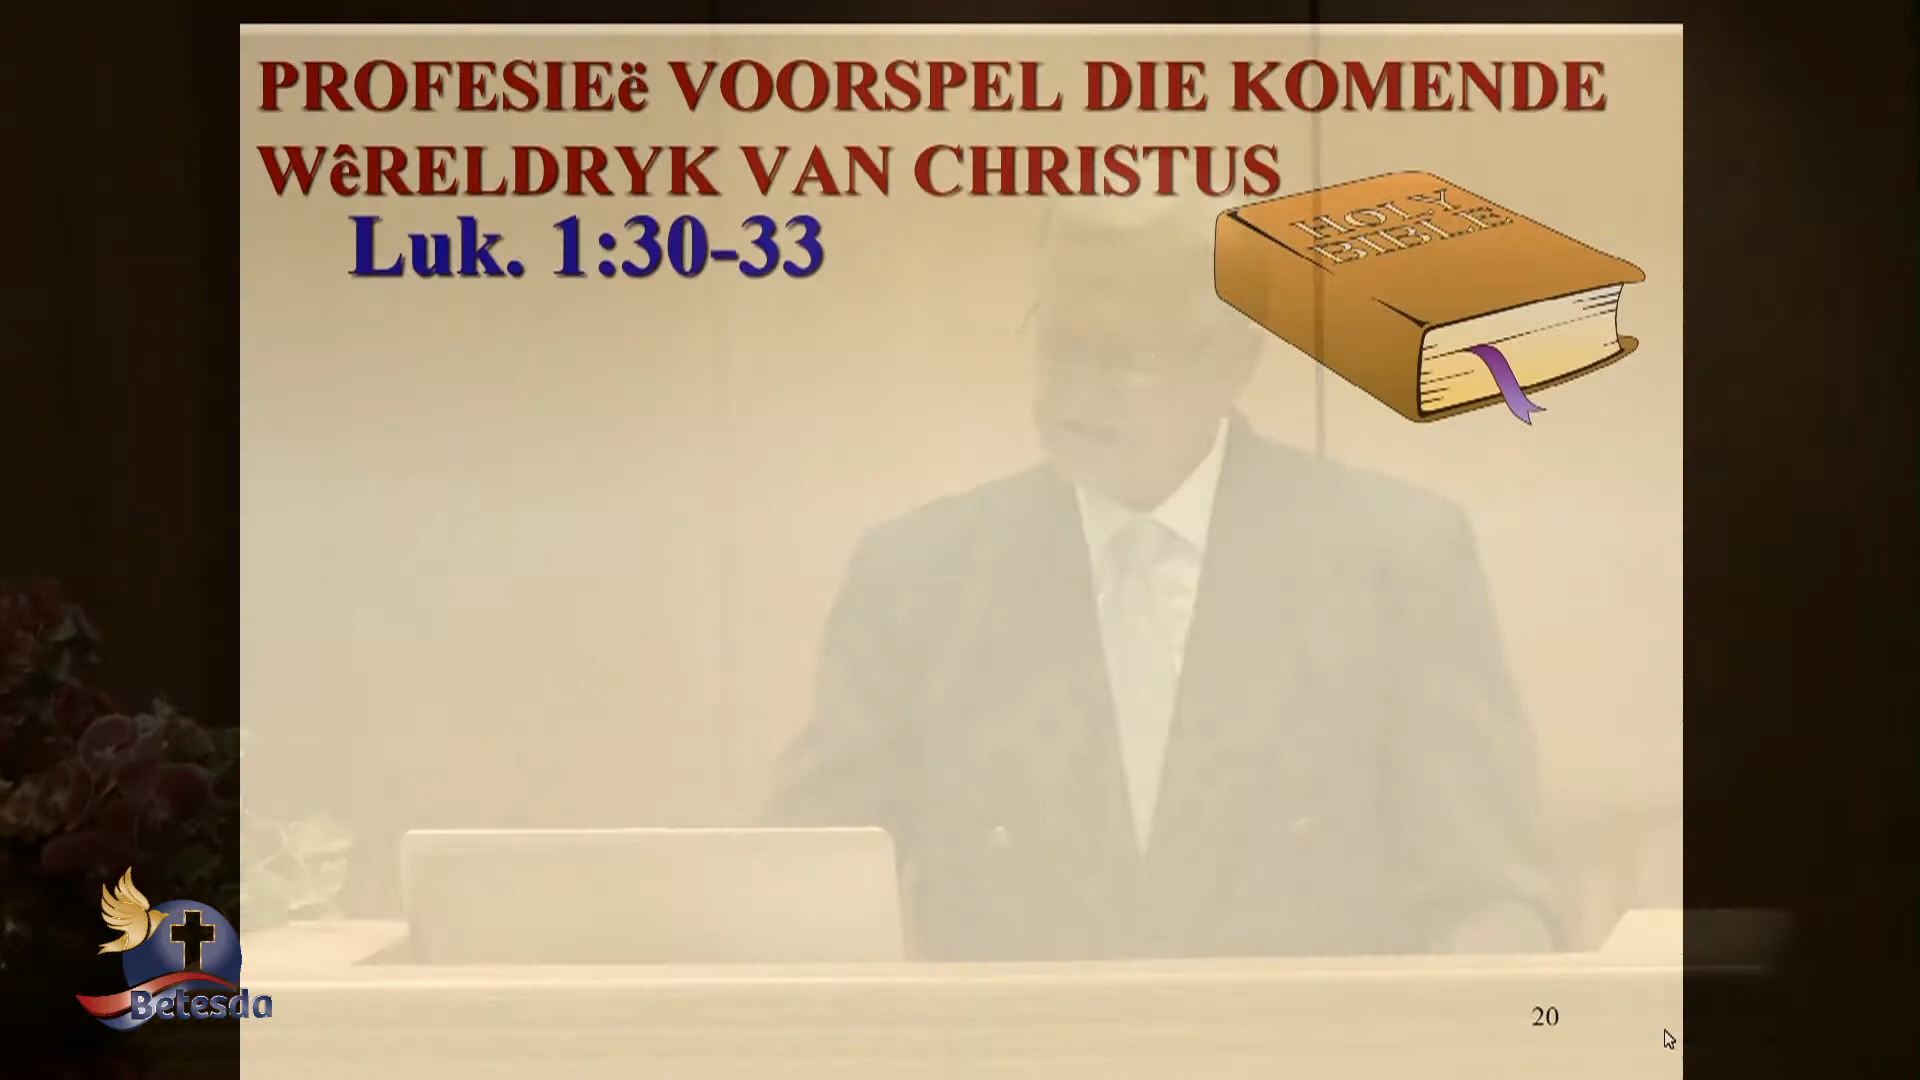 PROFESIEë VOORSPEL DIE KOMENDE
WêRELDRYK VAN CHRISTUS
Luk. 1:30-33
HOLY
BIBLE
Betesda
20